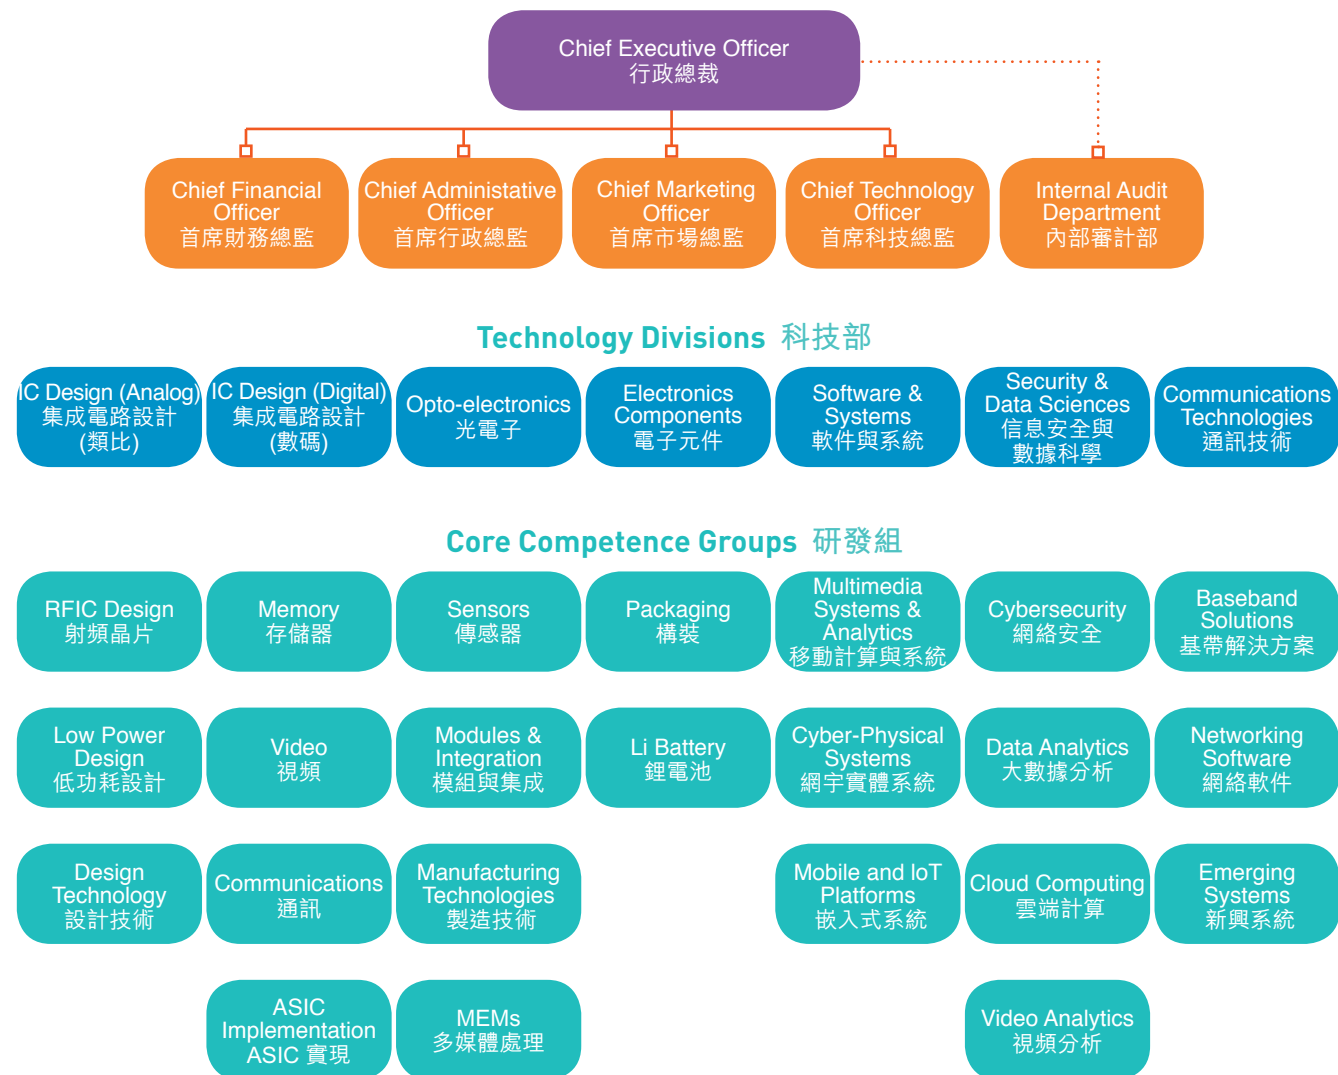 Chief Executive Officer
行政總裁
Chief Financial
Officer
首席財務總監
Chief Administative
Officer
首席行政總監
Chief Marketing
Officer
首席市場總監
Chief Technology
Officer
首席科技總監
Internal Audit
Department
內部審計部
Technology Divisions 科技部
IC Design (Analog)
集成電路設計
(類比)
IC Design (Digital)
集成電路設計
(數碼)
Opto-electronics
光電子
Electronics
Components
電子元件
Software &
Systems
軟件與系統
Security &
Data Sciences
信息安全與
數據科學
Communications
Technologies
通訊技術
Core Competence Groups 研發組
RFIC Design
射頻晶片
Memory
存儲器
Sensors
傳感器
Packaging
構裝
Multimedia
Systems &
Analytics
移動計算與系統
Cybersecurity
網絡安全
Baseband
Solutions
基帶解決方案
Low Power
Design
低功耗設計
Video
視頻
Modules &
Integration
模組與集成
Li Battery
鋰電池
Cyber-Physical
Systems
網宇實體系統
Data Analytics
大數據分析
Networking
Software
網絡軟件
Design
Technology
設計技術
Communications
通訊
Manufacturing
Technologies
製造技術
Mobile and IoT
Platforms
嵌入式系統
Cloud Computing
雲端計算
Emerging
Systems
新興系統
ASIC
Implementation
ASIC 實現
MEMs
多媒體處理
Video Analytics
視頻分析